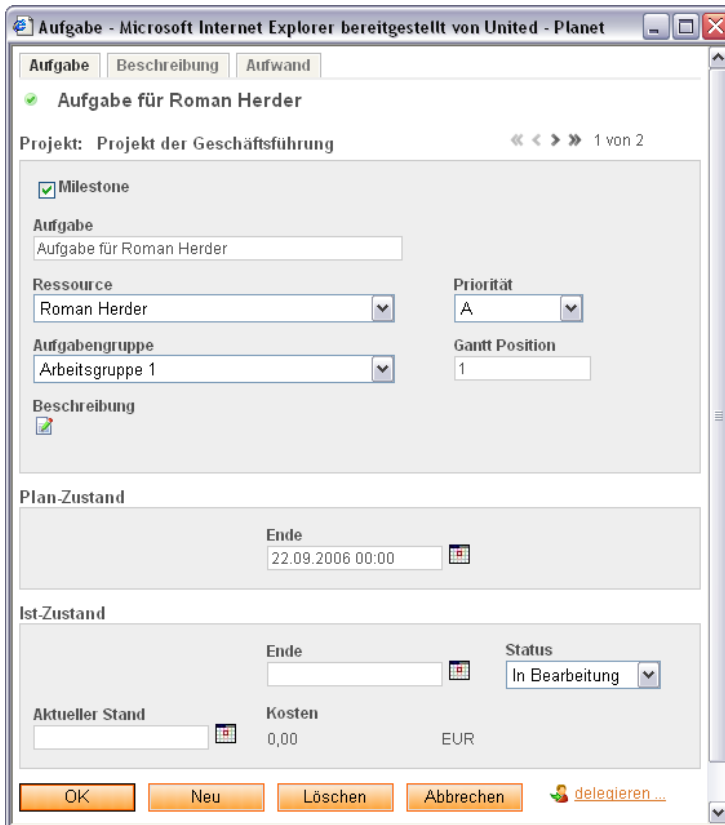 Aufgabe - Microsoft Internet Explorer bereitgestellt von United - Planet
Aufgabe Beschreibung Aufwand
Aufgabe für Roman Herder
Projekt: Projekt der Geschäftsführung 1 von 2
Milestone
Aufgabe
Aufgabe für Roman Herder
Ressource Priorität
Roman Herder A
Aufgabengruppe Gantt Position
Arbeitsgruppe 1 1
Beschreibung
Plan-Zustand
Ende
22.09.2006 00:00
Ist-Zustand
Ende Status
In Bearbeitung
Aktueller Stand Kosten
0,00 EUR
OK Neu Löschen Abbrechen delegieren ...